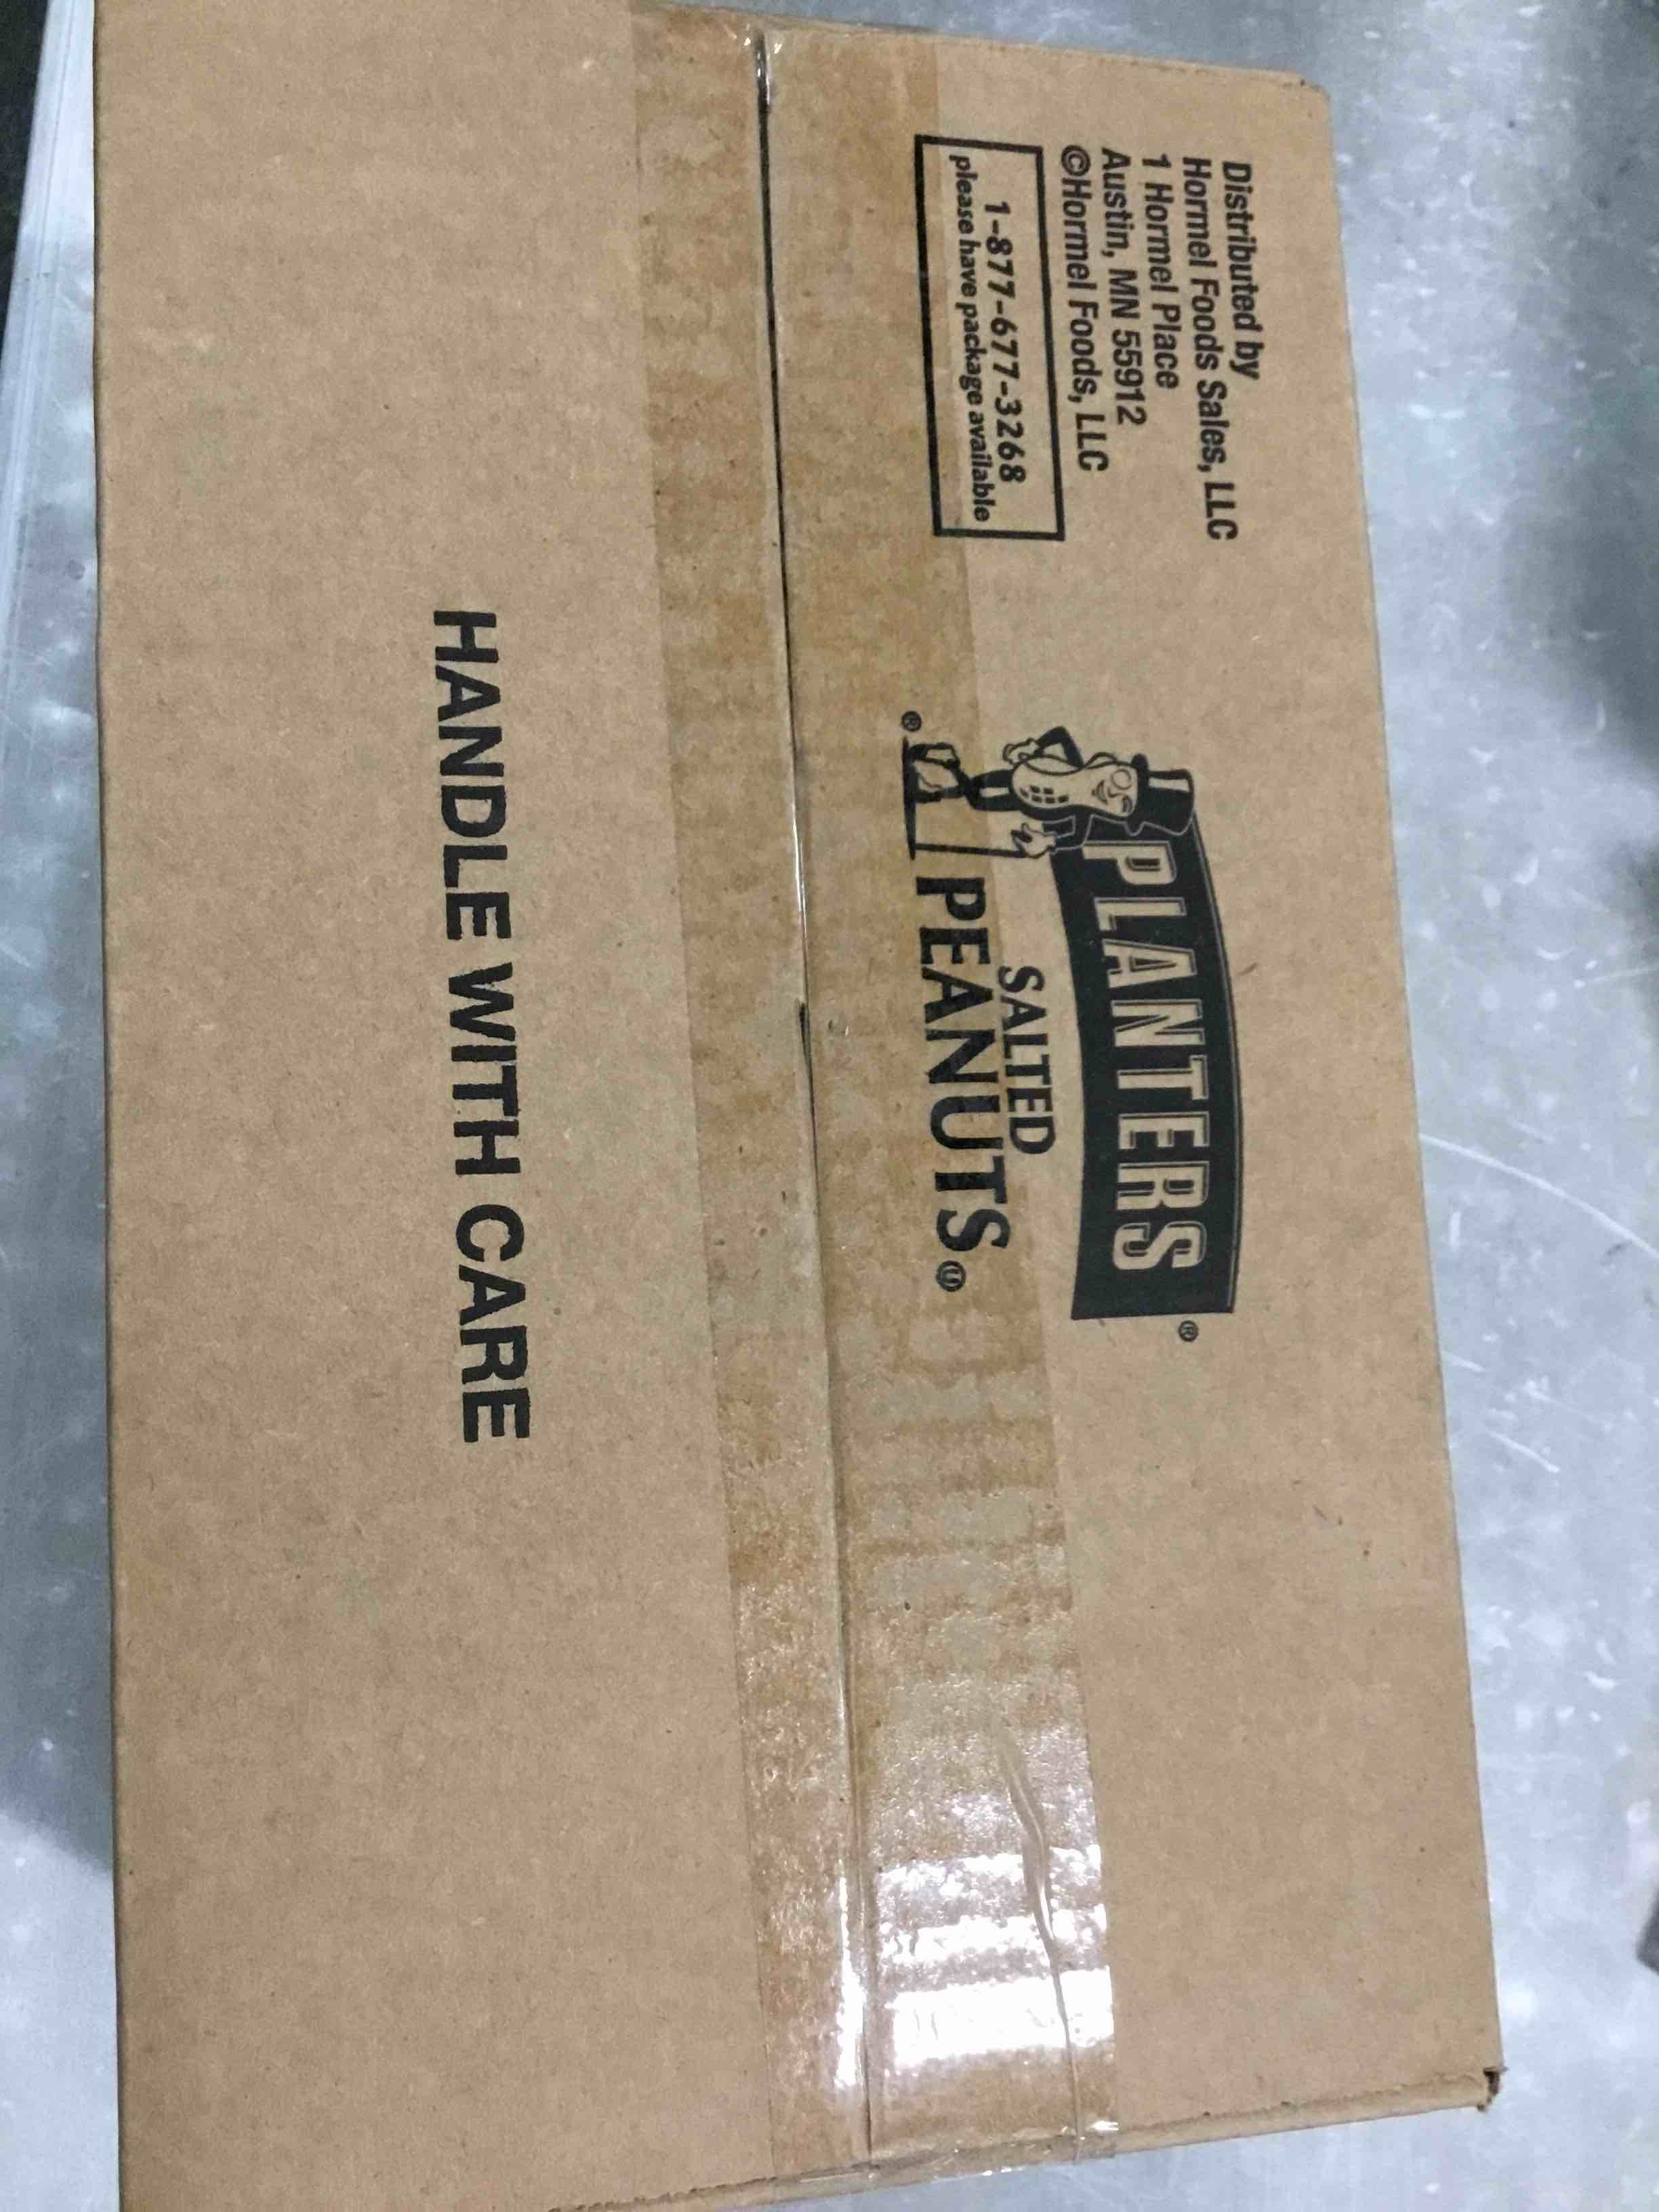 Distributed by
Hormel Foods Sales, LLC
1 Hormel Place
Austin, MN 55912
©Hormel Foods, LLC
1-877-677-3268
please have package available
PLANTERS®
SALTED
PEANUTS Ⓤ
®
HANDLE WITH CARE